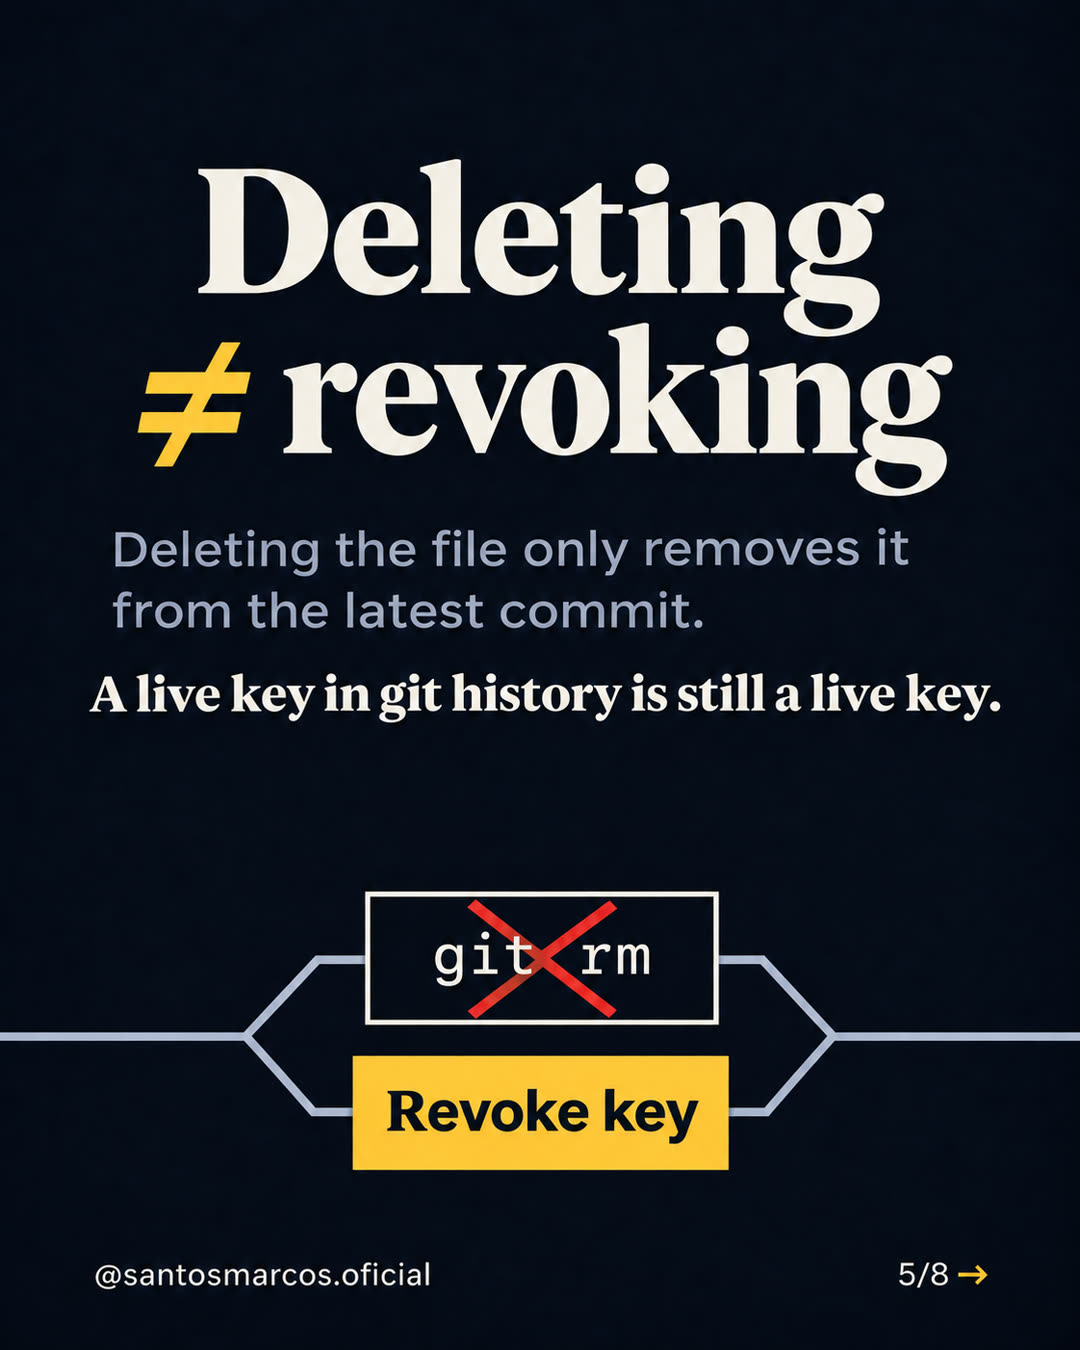 Deleting
≠ revoking
Deleting the file only removes it
from the latest commit.
A live key in git history is still a live key.
git rm
Revoke key
@santosmarcos.oficial
5/8 →